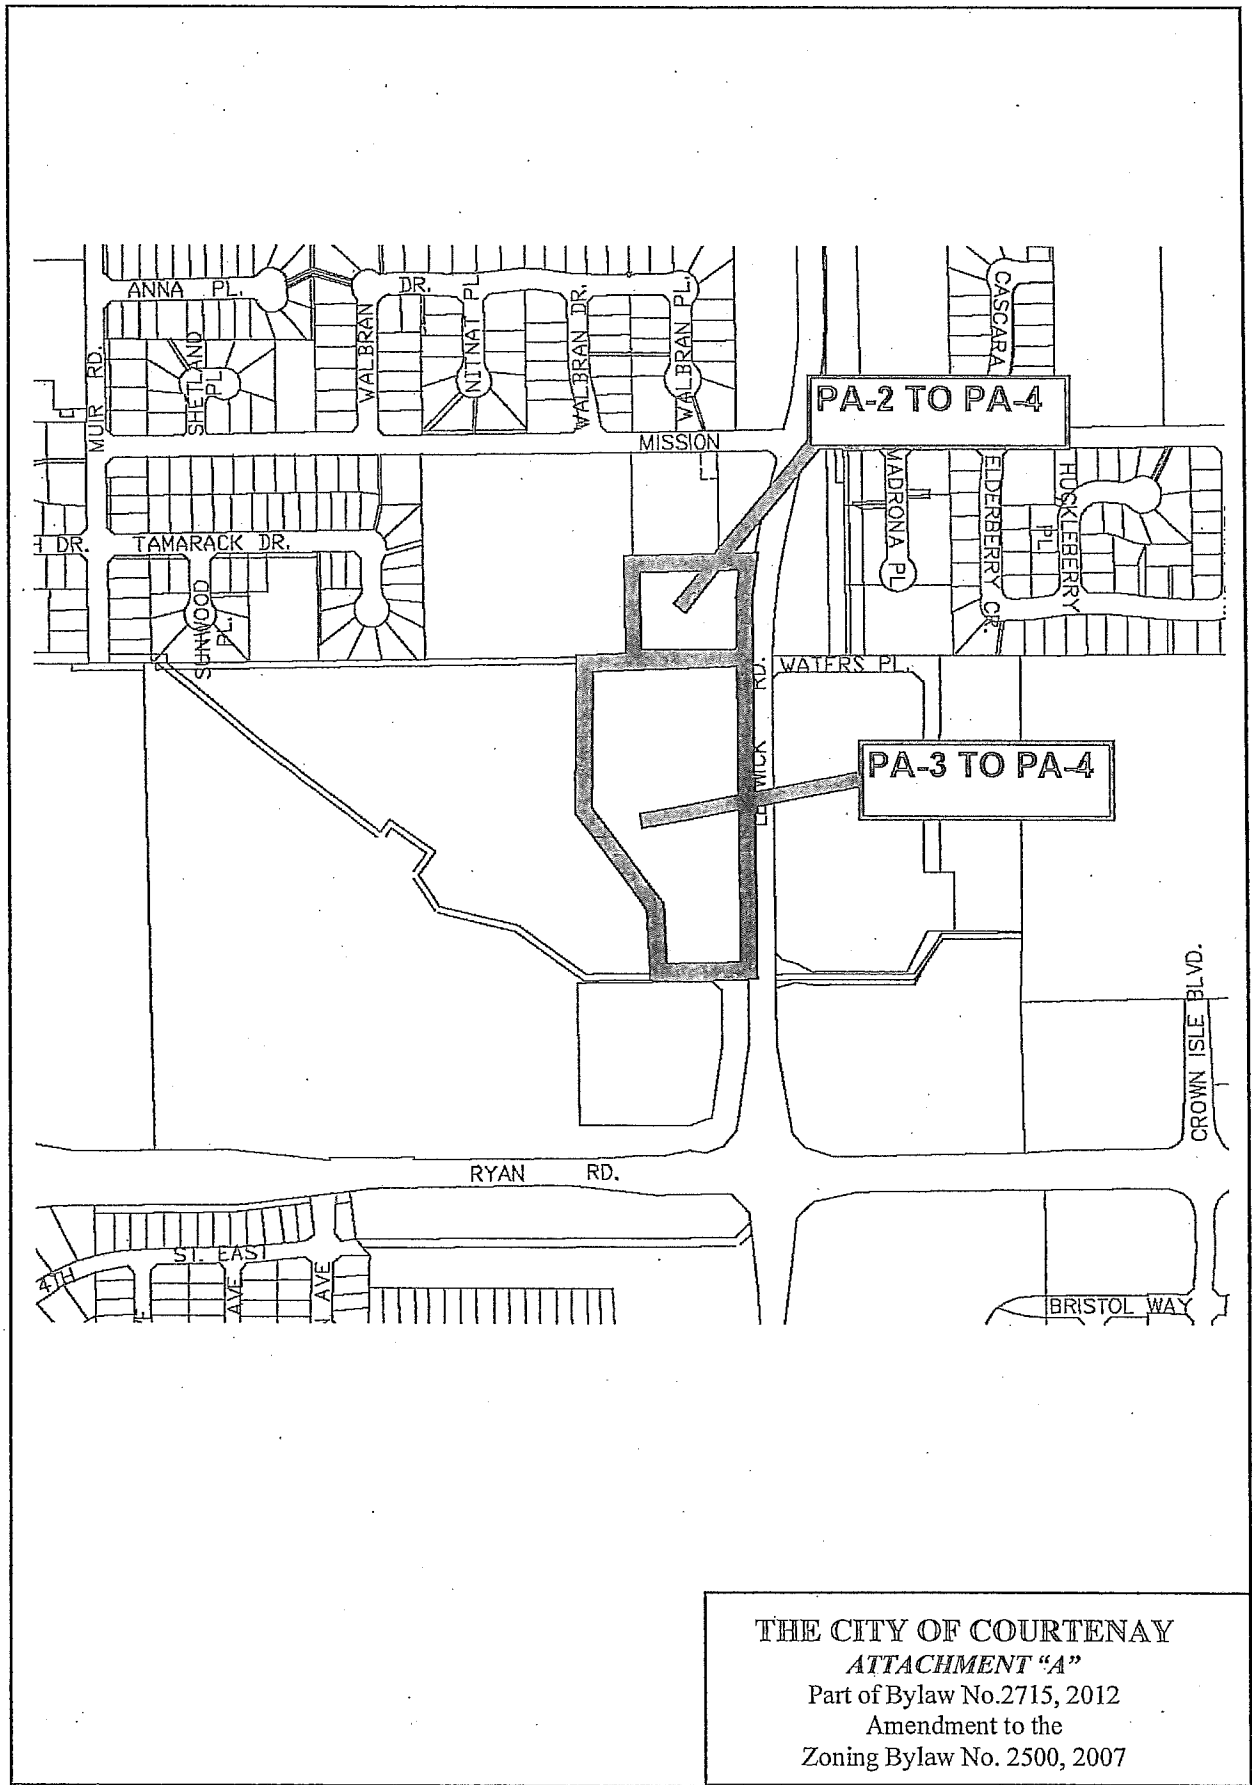 ANNA PL.
DR.
WALBRAN
NITNAT PL.
WALBRAN DR.
WALBRAN PL.
CASCARA
MUIR RD.
SHETLAND
PL.
PA-2 TO PA-4
MISSION
MADRONA PL
ELDERBERRY CR.
PL
HUCKLEBERRY
DR.
TAMARACK DR.
SUNWOOD
PL.
RD.
WATERS PL.
WICK
PA-3 TO PA-4
CROWN ISLE BLVD.
RYAN RD.
4TH
ST. EAST
AVE
AVE
BRISTOL WAY
THE CITY OF COURTENAY
ATTACHMENT “A”
Part of Bylaw No.2715, 2012
Amendment to the
Zoning Bylaw No. 2500, 2007